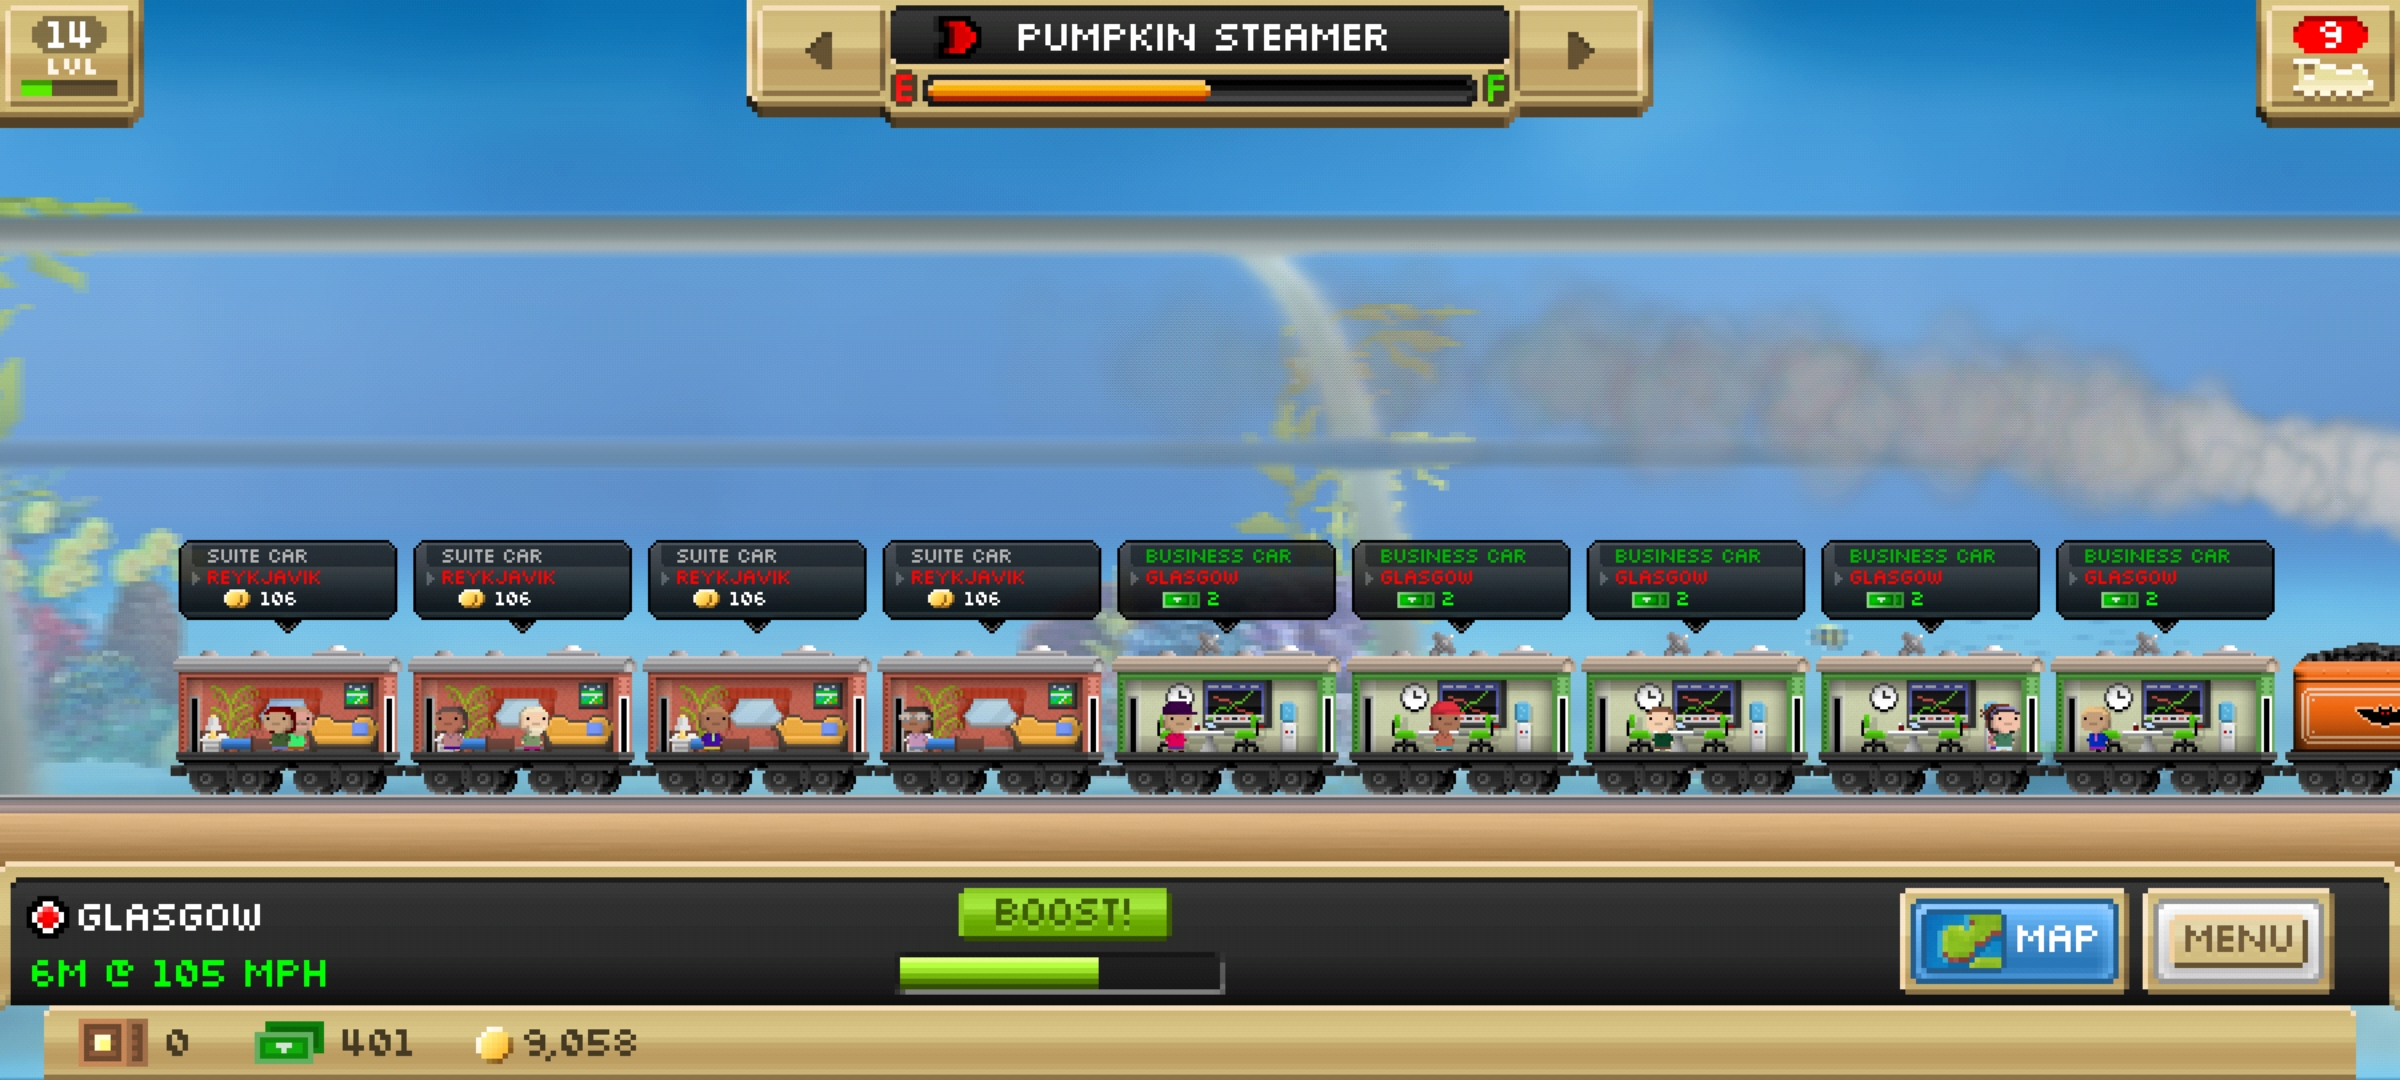 14
LVL
PUMPKIN STEAMER
E
F
9
SUITE CAR
REYKJAVIK
106
SUITE CAR
REYKJAVIK
106
SUITE CAR
REYKJAVIK
106
SUITE CAR
REYKJAVIK
106
BUSINESS CAR
GLASGOW
2
BUSINESS CAR
GLASGOW
2
BUSINESS CAR
GLASGOW
2
BUSINESS CAR
GLASGOW
2
BUSINESS CAR
GLASGOW
2
GLASGOW
6M @ 105 MPH
BOOST!
MAP
MENU
0
401
9,058